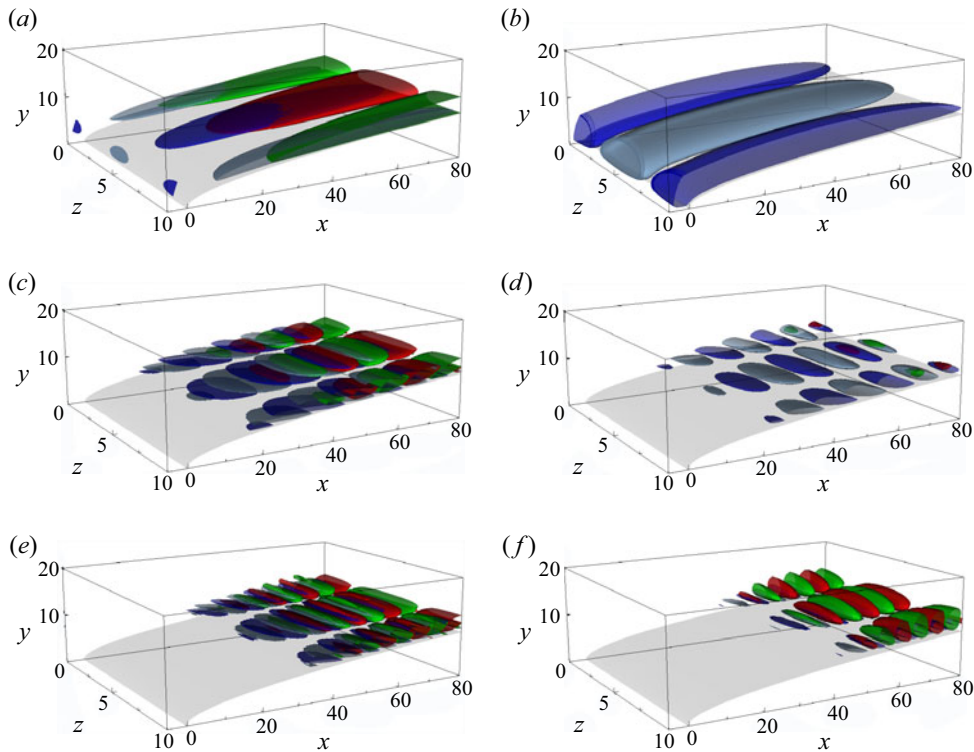 (a) (b)
20 20
10 10
y y
0 80 0 80
5 60 5 60
40 40
z 20 z 20
10 0 x 10 0 x
(c) (d)
20 20
10 10
y y
0 80 0 80
5 60 5 60
40 40
z 20 z 20
10 0 x 10 0 x
(e) (f)
20 20
10 10
y y
0 80 0 80
5 60 5 60
40 40
z 20 z 20
10 0 x 10 0 x